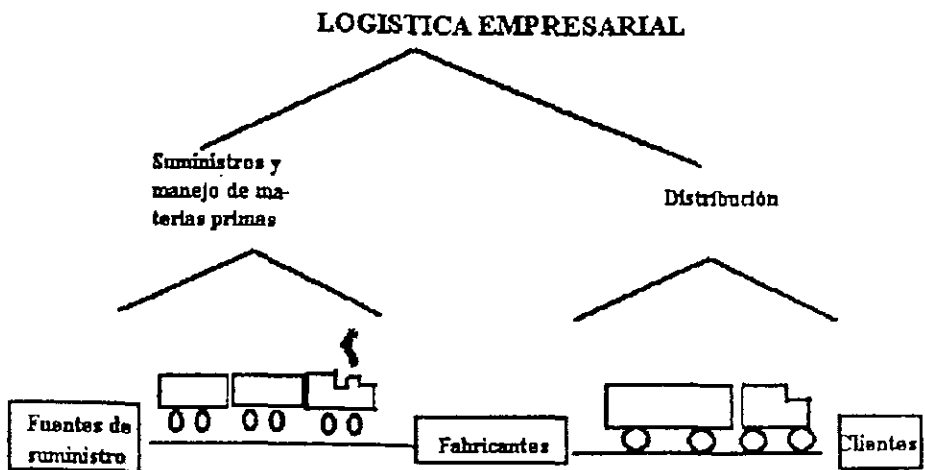 LOGISTICA EMPRESARIAL
Suministros y
manejo de ma-
terias primas
Distribución
Fuentes de
suministro
Fabricantes
Clientes